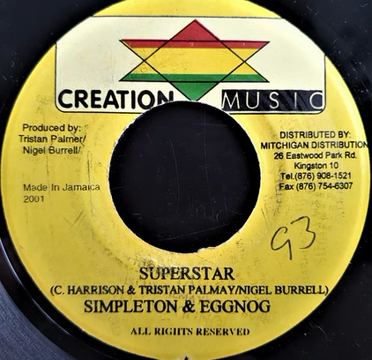 CREATION MUSIC
Produced by:
Tristan Palmer/
Nigel Burrell/
Made In Jamaica
2001
DISTRIBUTED BY:
MITCHIGAN DISTRIBUTION
26 Eastwood Park Rd.
Kingston 10
Tel.(876) 908-1521
Fax (876) 754-6307
G3
SUPERSTAR
(C. HARRISON & TRISTAN PALMAY/NIGEL BURRELL)
SIMPLETON & EGGNOG
ALL RIGHTS RESERVED